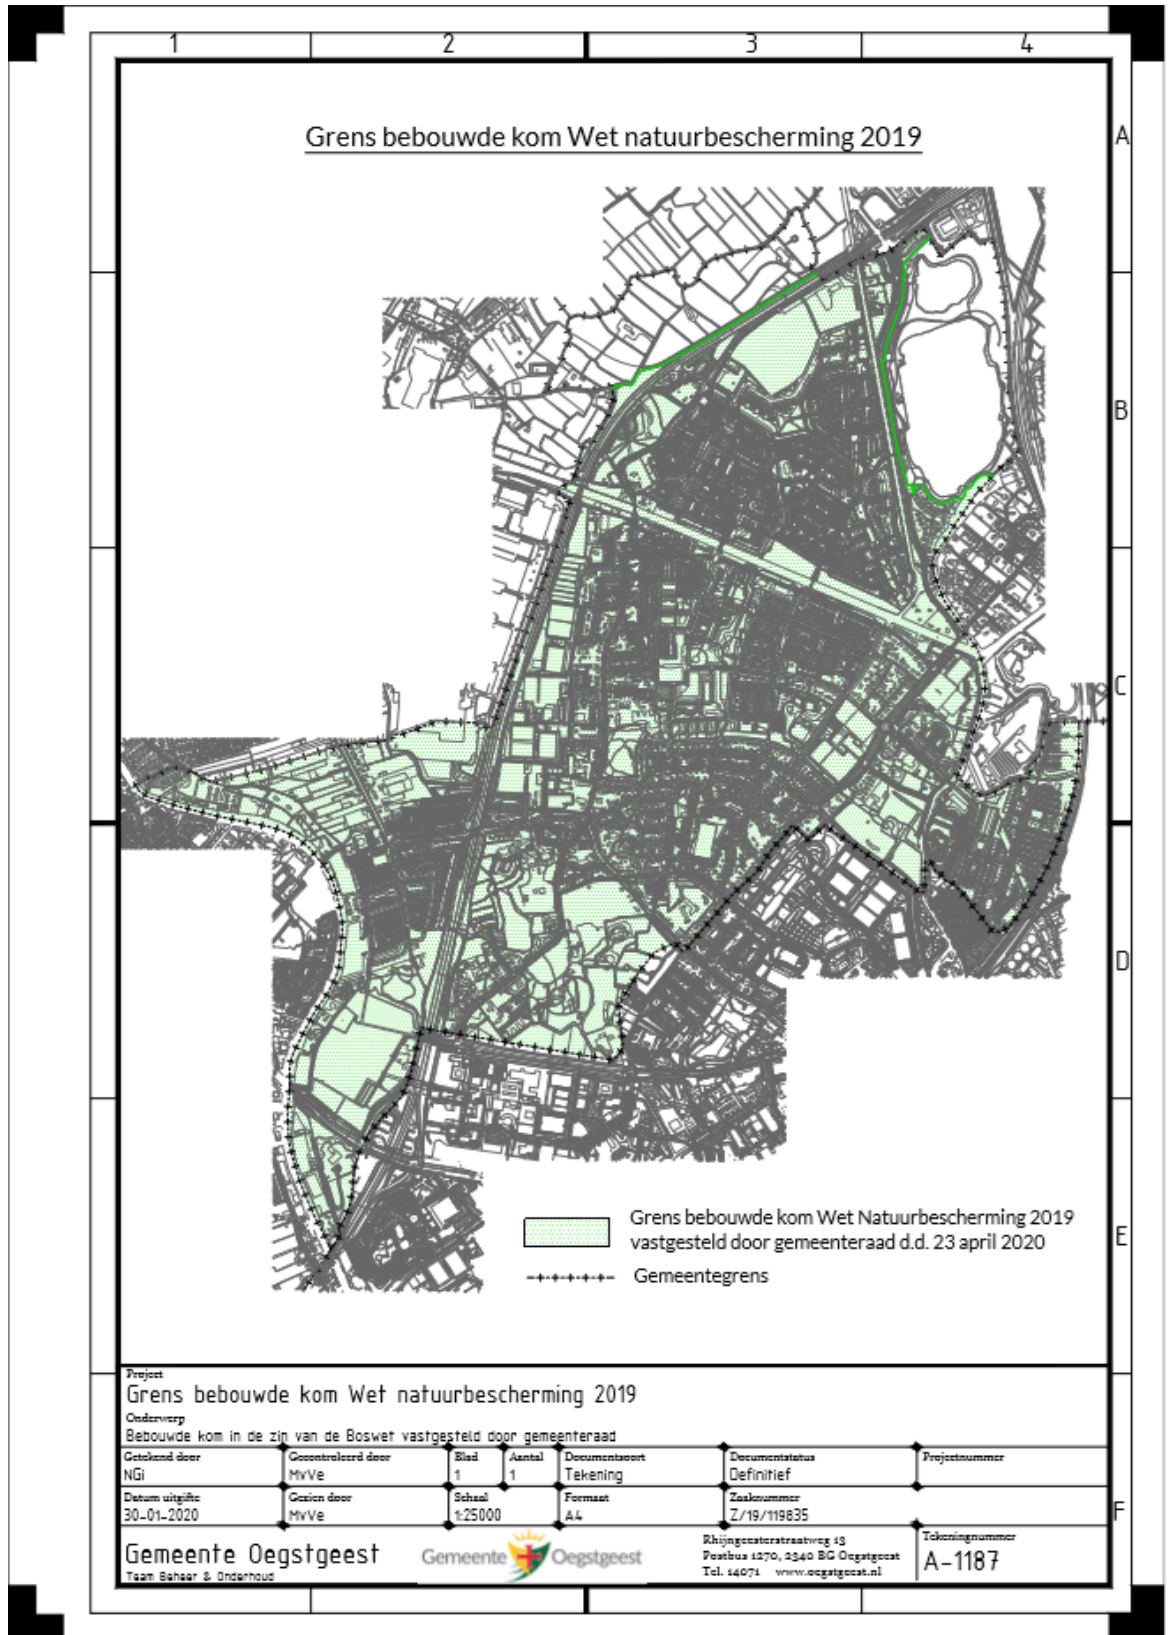 1 2 3 4
Grens bebouwde kom Wet natuurbescherming 2019
A
B
C
D
E
F
Grens bebouwde kom Wet Natuurbescherming 2019
vastgesteld door gemeenteraad d.d. 23 april 2020
Gemeentegrens
Project
Grens bebouwde kom Wet natuurbescherming 2019
Onderwerp
Bebouwde kom in de zin van de Boswet vastgesteld door gemeenteraad
Getekend door Gecontroleerd door Blad Aantal Documentsoort Documentstatus Projectnummer
NGi MvVe 1 1 Tekening Definitief
Datum uitgifte Gezien door Schaal Formaat Zaaknummer
30-01-2020 MvVe 1:25000 A4 Z/19/119835
Gemeente Oegstgeest
Team Beheer & Onderhoud
Gemeente Oegstgeest
Rhijngeesterstraatweg 13
Postbus 1270, 2340 BG Oegstgeest
Tel. 14071 www.oegstgeest.nl
Tekeningnummer
A-1187